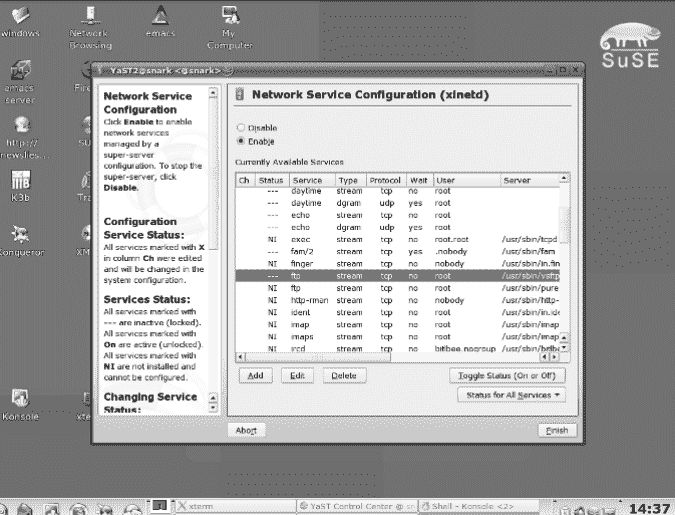 windows
Network
Browsing
emacs
My
Computer
SuSE
emacs
server
http://
K3b
Konqueror
Konsole
YaST2@snark <@snark>
Network Service
Configuration
Click Enable to enable
network services
managed by a
super-server
configuration. To stop
the super-server, click
Disable.
Configuration
Service Status:
All services marked with X
in column Ch were edited
and will be changed in the
system configuration.
Services Status:
All services marked with
--- are inactive (locked).
All services marked with
On are active (unlocked).
All services marked with
NI are not installed and
cannot be configured.
Changing Service
Status:
Network Service Configuration (xinetd)
Disable
Enable
Currently Available Services
Ch Status Service Type Protocol Wait User Server
--- daytime stream tcp no root
--- daytime dgram udp yes root
--- echo stream tcp no root
--- echo dgram udp yes root
NI exec stream tcp no root.root /usr/sbin/tcpd
--- fam/2 stream tcp yes .nobody /usr/sbin/fam
NI finger stream tcp no nobody /usr/sbin/in.fin
--- ftp stream tcp no root /usr/sbin/vsftp
NI ftp stream tcp no root /usr/sbin/pure
NI http-rman stream tcp no nobody /usr/sbin/http-
NI ident stream tcp no root /usr/sbin/in.ide
NI imap stream tcp no root /usr/sbin/imap
NI imaps stream tcp no root /usr/sbin/imap
NI ircd stream tcp no bitlbee.nogroup
Add Edit Delete Toggle Status (On or Off)
Status for All Services
Abort Finish
xterm YaST Control Center @ sn Shell - Konsole <2> 14:37